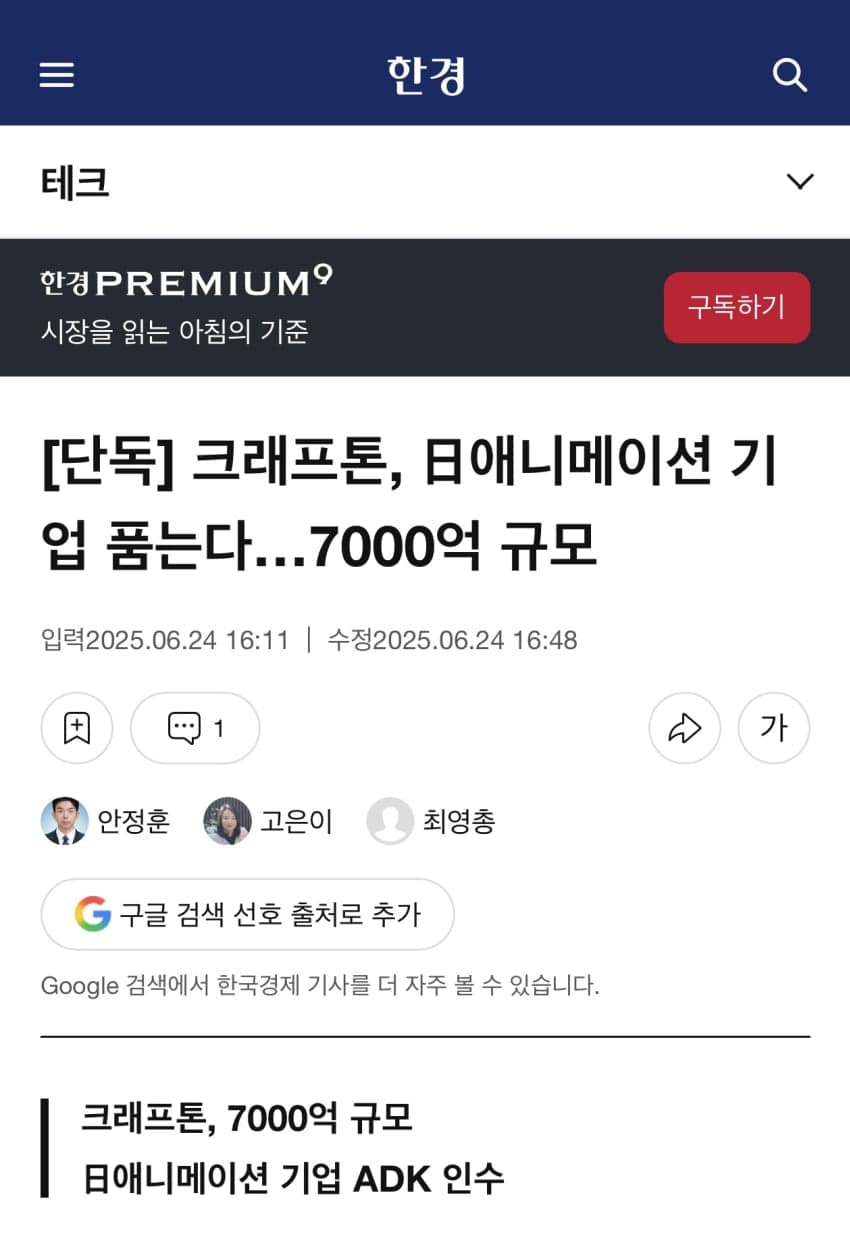 한경
테크
한경PREMIUM9
시장을 읽는 아침의 기준
구독하기
[단독] 크래프톤, 日애니메이션 기
업 품는다…7000억 규모
입력2025.06.24 16:11 | 수정2025.06.24 16:48
1
가
안정훈 고은이 최영총
구글 검색 선호 출처로 추가
Google 검색에서 한국경제 기사를 더 자주 볼 수 있습니다.
크래프톤, 7000억 규모
日애니메이션 기업 ADK 인수